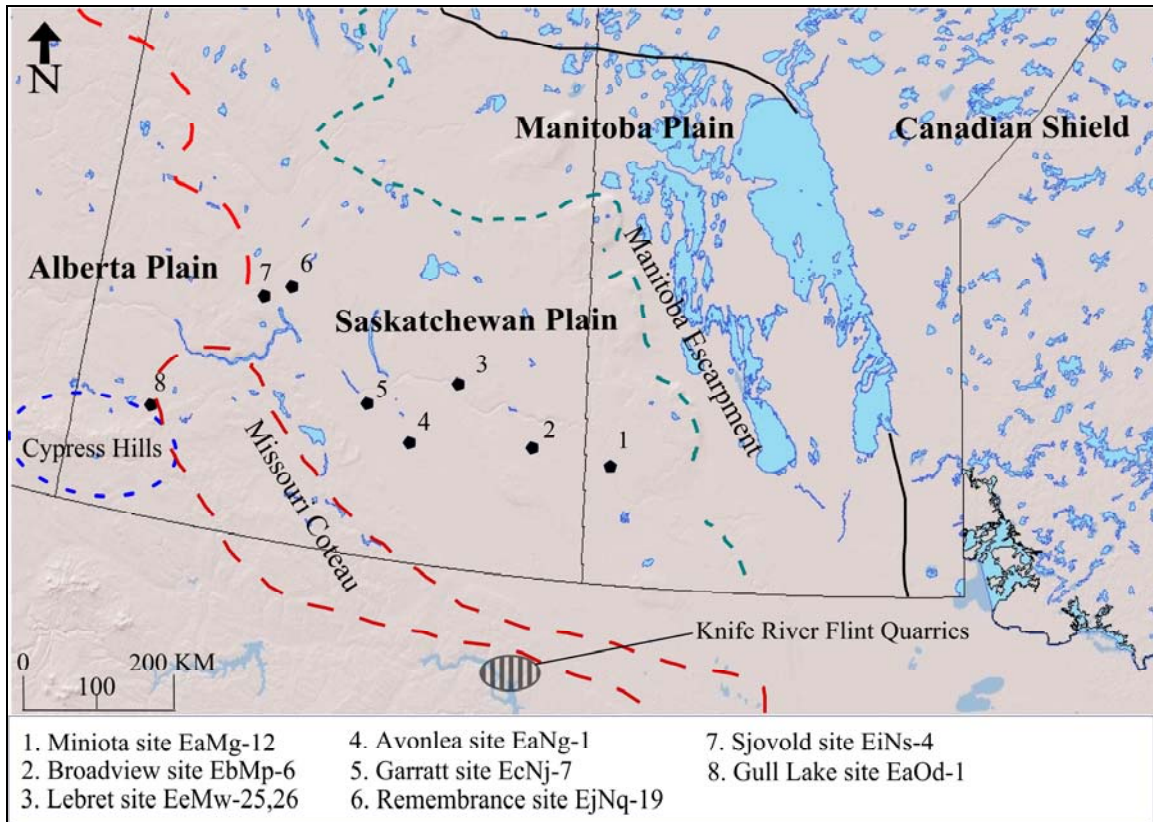 N
Manitoba Plain
Canadian Shield
Manitoba Escarpment
Alberta Plain
7
6
Saskatchewan Plain
8
5
3
4
2
1
Cypress Hills
Missouri Coteau
Knife River Flint Quarries
0
200 KM
100
1. Miniota site EaMg-12
2. Broadview site EbMp-6
3. Lebret site EeMw-25,26
4. Avonlea site EaNg-1
5. Garratt site EcNj-7
6. Remembrance site EjNq-19
7. Sjovold site EiNs-4
8. Gull Lake site EaOd-1